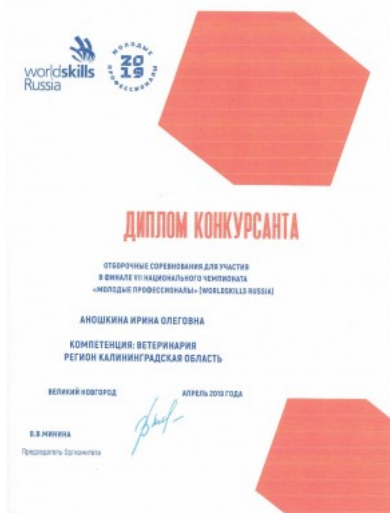 worldskills
Russia
МОЛОДЫЕ
2019
ПРОФЕССИОНАЛЫ
ДИПЛОМ КОНКУРСАНТА
ОТБОРОЧНЫЕ СОРЕВНОВАНИЯ ДЛЯ УЧАСТИЯ
В ФИНАЛЕ VII НАЦИОНАЛЬНОГО ЧЕМПИОНАТА
«МОЛОДЫЕ ПРОФЕССИОНАЛЫ» (WORLDSKILLS RUSSIA)
АНОШКИНА ИРИНА ОЛЕГОВНА
КОМПЕТЕНЦИЯ: ВЕТЕРИНАРИЯ
РЕГИОН КАЛИНИНГРАДСКАЯ ОБЛАСТЬ
ВЕЛИКИЙ НОВГОРОД АПРЕЛЬ 2019 ГОДА
В.В.МИНИНА
Председатель Оргкомитета